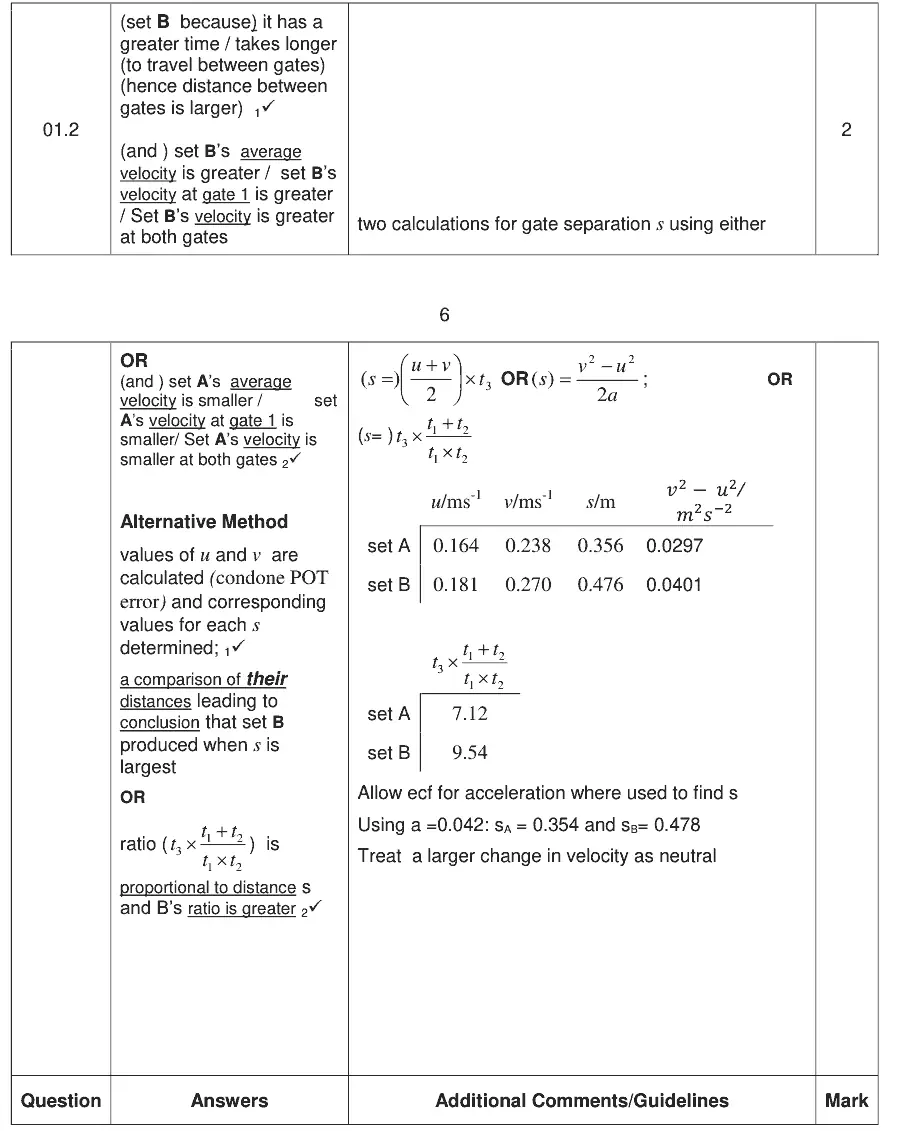 01.2
(set B because) it has a
greater time / takes longer
(to travel between gates)
(hence distance between
gates is larger) ₁✓
(and ) set B's average
velocity is greater / set B's
velocity at gate 1 is greater
/ Set B's velocity is greater
at both gates
two calculations for gate separation s using either
2
6
OR
(and ) set A's average
velocity is smaller / set
A's velocity at gate 1 is
smaller/ Set A's velocity is
smaller at both gates ₂✓
Alternative Method
values of u and v are
calculated (condone POT
error) and corresponding
values for each s
determined; ₁✓
a comparison of their
distances leading to
conclusion that set B
produced when s is
largest
OR
ratio ( t₃ × (t₁ + t₂)/(t₁ × t₂) ) is
proportional to distance s
and B's ratio is greater ₂✓
(s =)((u + v)/2) × t₃ OR (s) = (v² − u²)/2a ; OR
(s= ) t₃ × (t₁ + t₂)/(t₁ × t₂)
u/ms⁻¹ v/ms⁻¹ s/m v² − u²/ m²s⁻²
set A 0.164 0.238 0.356 0.0297
set B 0.181 0.270 0.476 0.0401
t₃ × (t₁ + t₂)/(t₁ × t₂)
set A 7.12
set B 9.54
Allow ecf for acceleration where used to find s
Using a =0.042: sA = 0.354 and sB= 0.478
Treat a larger change in velocity as neutral
Question Answers Additional Comments/Guidelines Mark